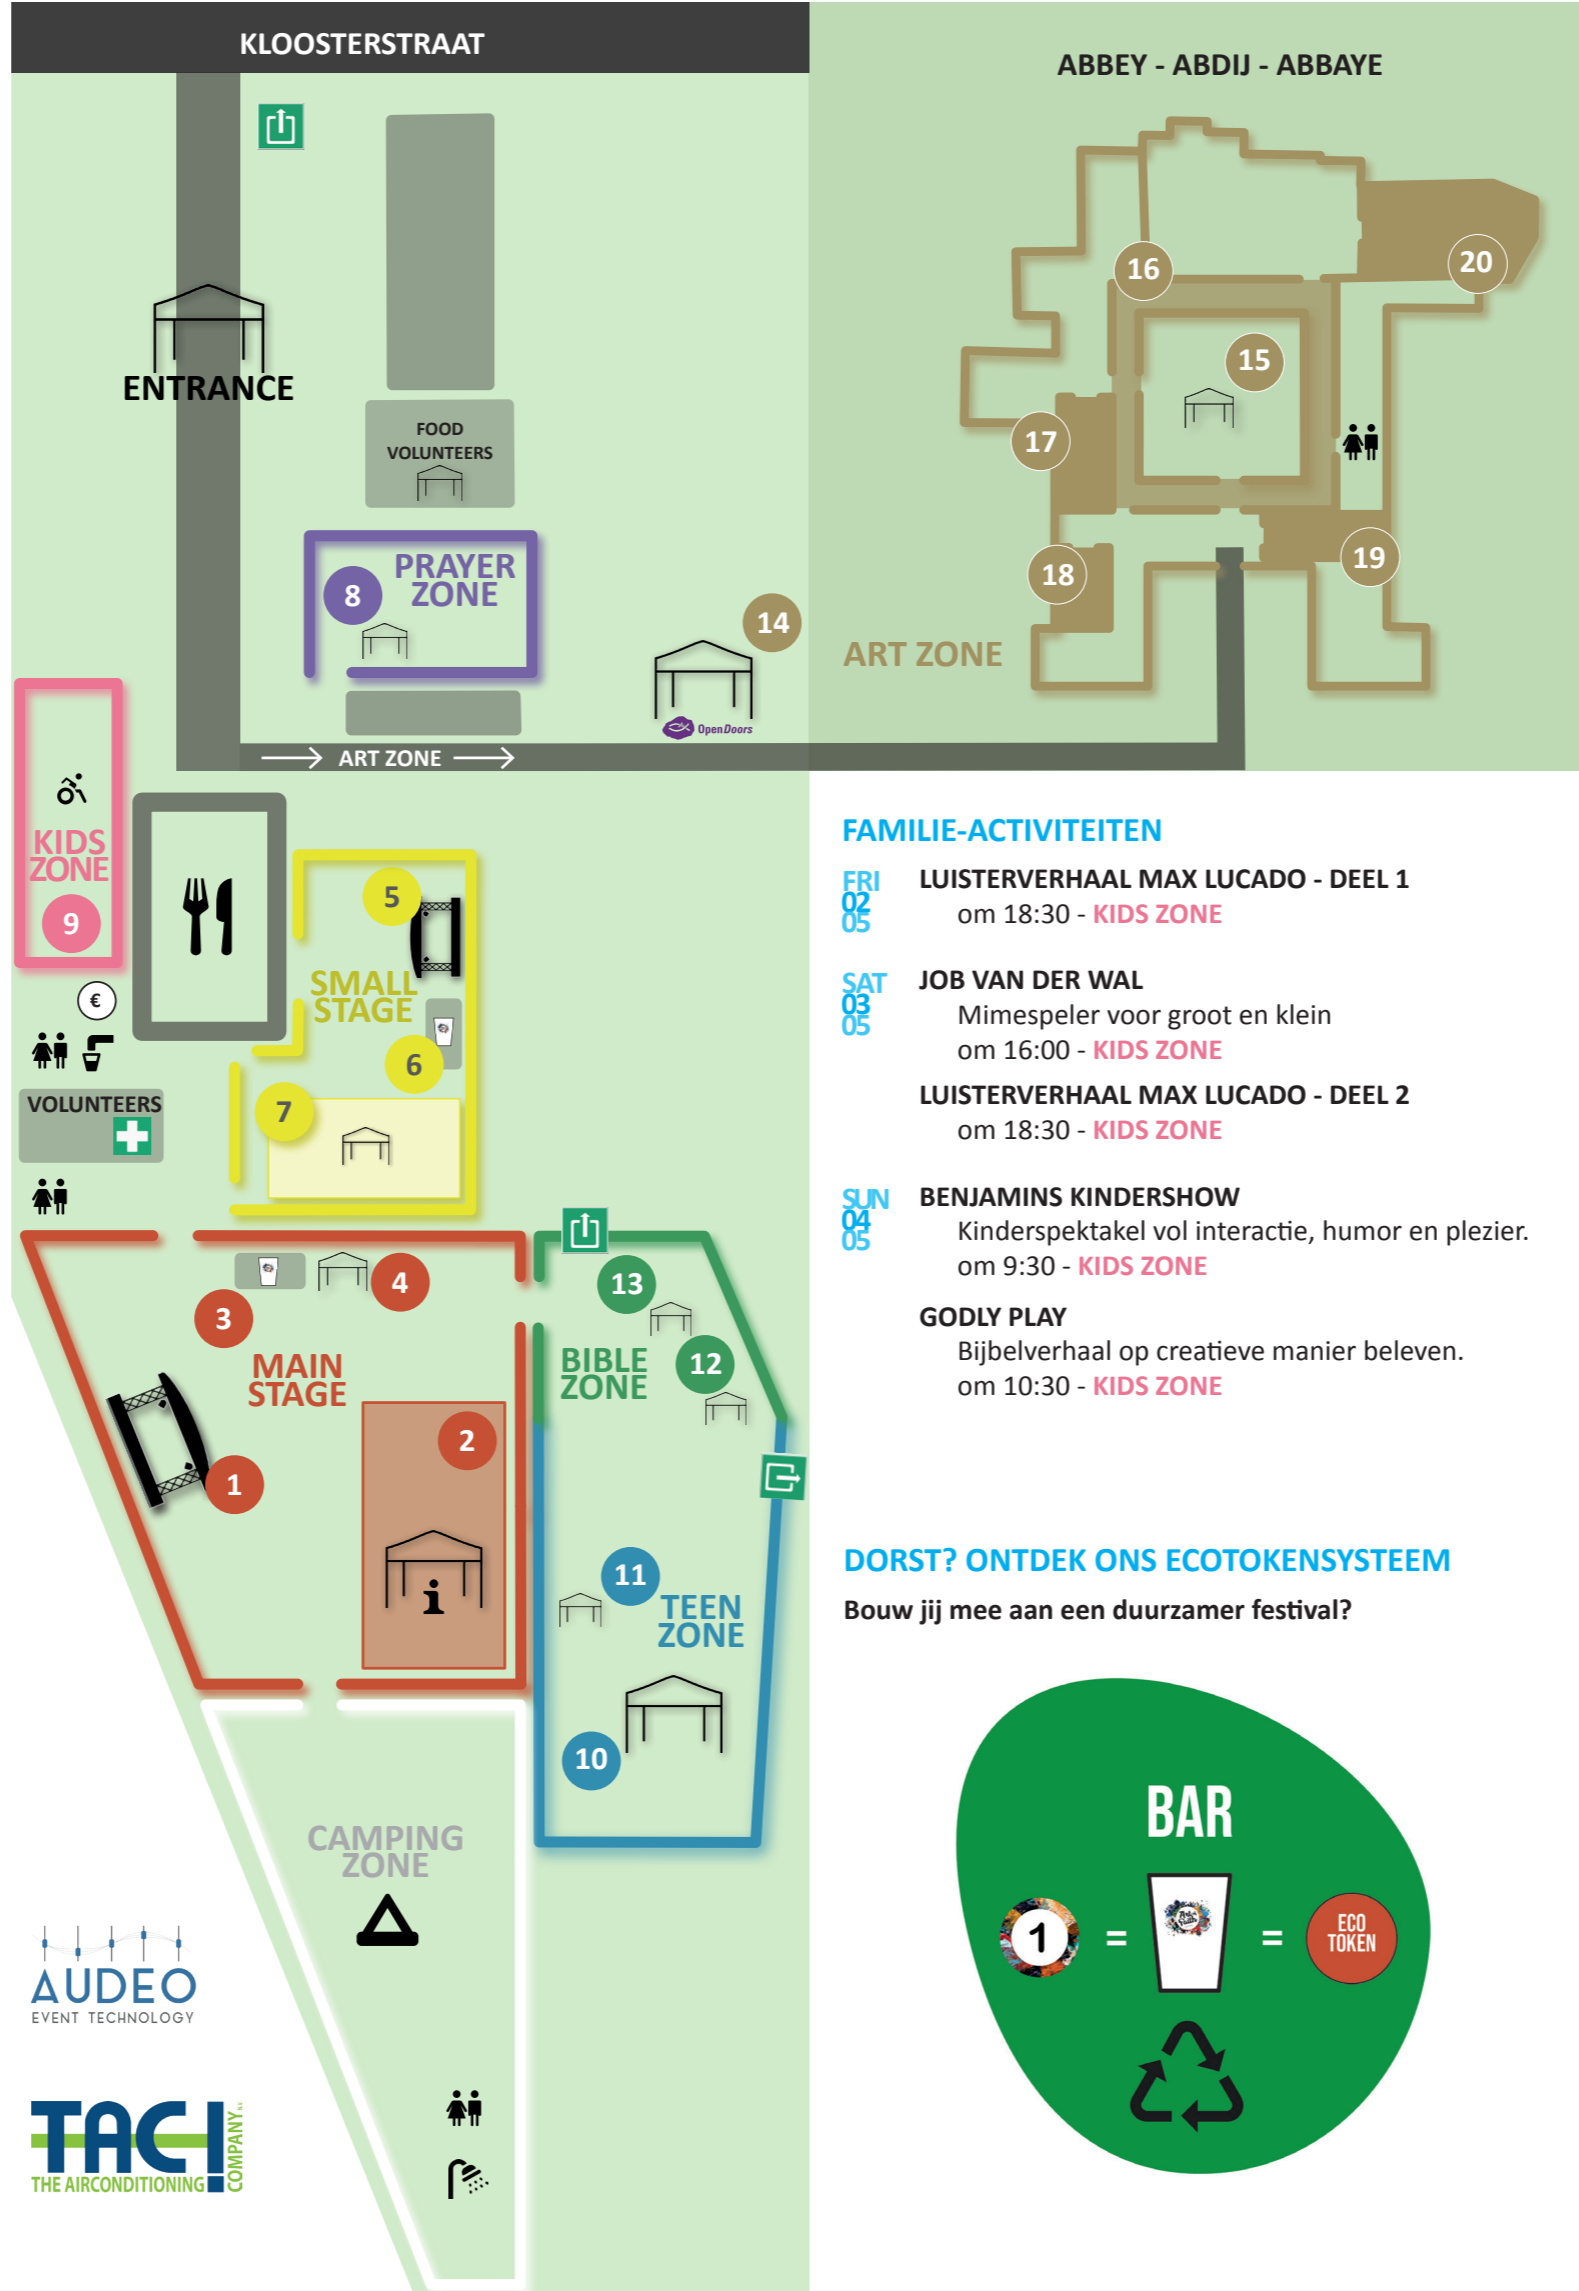 KLOOSTERSTRAAT
ENTRANCE
FOOD
VOLUNTEERS
PRAYER
ZONE
8
14
OpenDoors
ART ZONE
ABBEY - ABDIJ - ABBAYE
16
20
15
17
19
18
ART ZONE
KIDS
ZONE
9
€
VOLUNTEERS
5
SMALL
STAGE
6
7
3
4
MAIN
STAGE
2
1
i
13
BIBLE
ZONE
12
11
TEEN
ZONE
10
CAMPING
ZONE
AUDEO
EVENT TECHNOLOGY
TAC!
THE AIRCONDITIONING
COMPANY
FAMILIE-ACTIVITEITEN
FRI
02
05
LUISTERVERHAAL MAX LUCADO - DEEL 1
om 18:30 - KIDS ZONE
SAT
03
05
JOB VAN DER WAL
Mimespeler voor groot en klein
om 16:00 - KIDS ZONE
LUISTERVERHAAL MAX LUCADO - DEEL 2
om 18:30 - KIDS ZONE
SUN
04
05
BENJAMINS KINDERSHOW
Kinderspektakel vol interactie, humor en plezier.
om 9:30 - KIDS ZONE
GODLY PLAY
Bijbelverhaal op creatieve manier beleven.
om 10:30 - KIDS ZONE
DORST? ONTDEK ONS ECOTOKENSYSTEEM
Bouw jij mee aan een duurzamer festival?
BAR
1 = = ECO
TOKEN